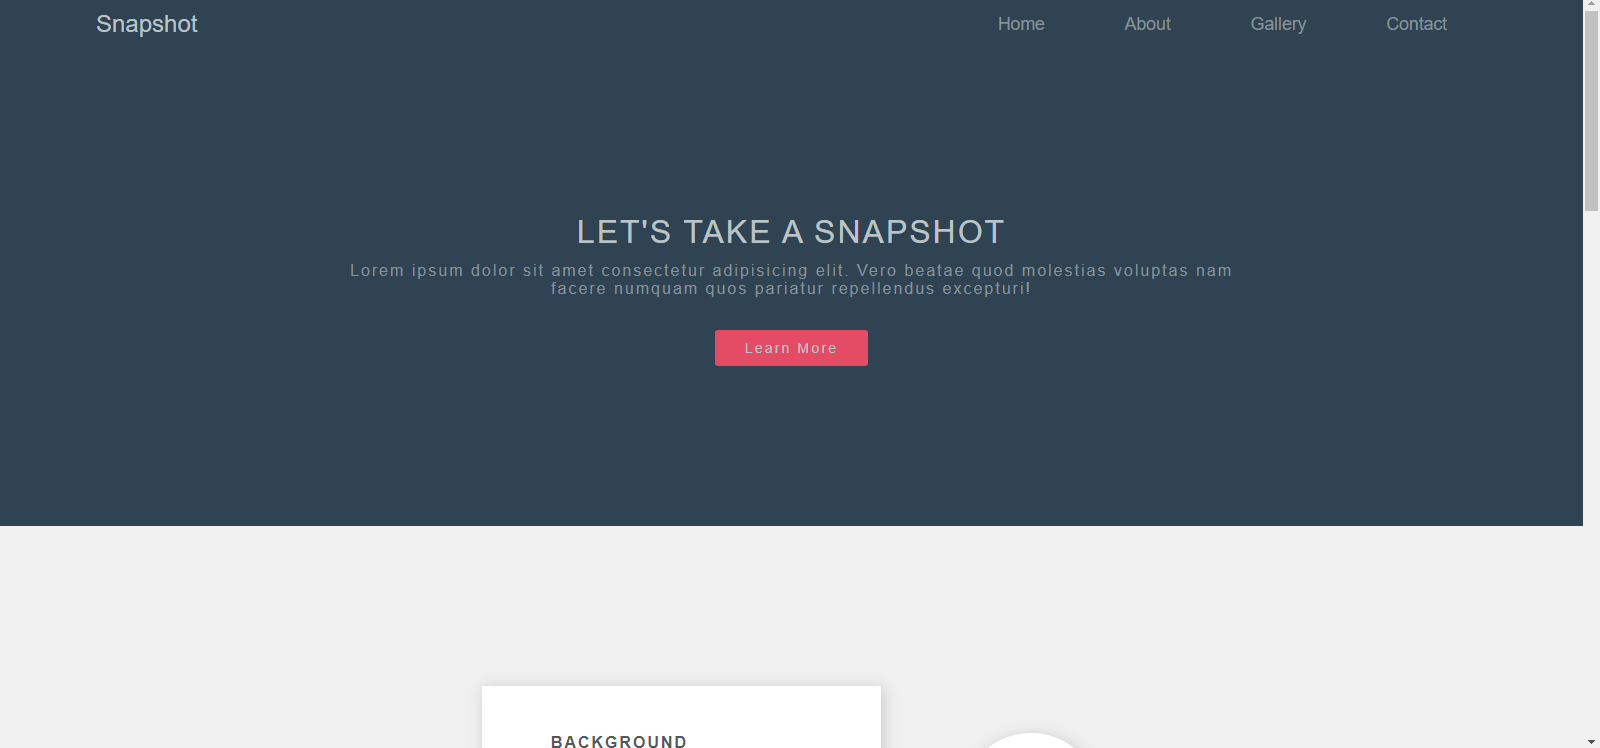 Snapshot
Home
About
Gallery
Contact
LET'S TAKE A SNAPSHOT
Lorem ipsum dolor sit amet consectetur adipisicing elit. Vero beatae quod molestias voluptas nam
facere numquam quos pariatur repellendus excepturi!
Learn More
BACKGROUND